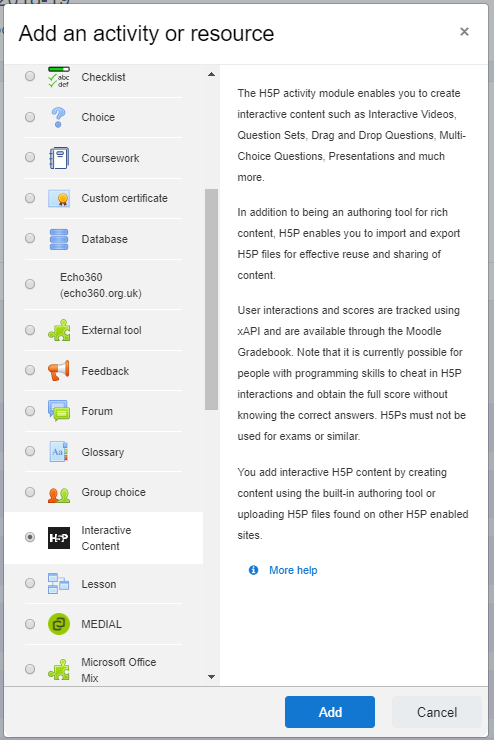 Add an activity or resource
×
Checklist
Choice
Coursework
Custom certificate
Database
Echo360
(echo360.org.uk)
External tool
Feedback
Forum
Glossary
Group choice
Interactive
Content
Lesson
MEDIAL
Microsoft Office
Mix
abc
def
Aa
H5P
The H5P activity module enables you to create
interactive content such as Interactive Videos,
Question Sets, Drag and Drop Questions, Multi-
Choice Questions, Presentations and much
more.
In addition to being an authoring tool for rich
content, H5P enables you to import and export
H5P files for effective reuse and sharing of
content.
User interactions and scores are tracked using
xAPI and are available through the Moodle
Gradebook. Note that it is currently possible for
people with programming skills to cheat in H5P
interactions and obtain the full score without
knowing the correct answers. H5Ps must not be
used for exams or similar.
You add interactive H5P content by creating
content using the built-in authoring tool or
uploading H5P files found on other H5P enabled
sites.
More help
Add
Cancel